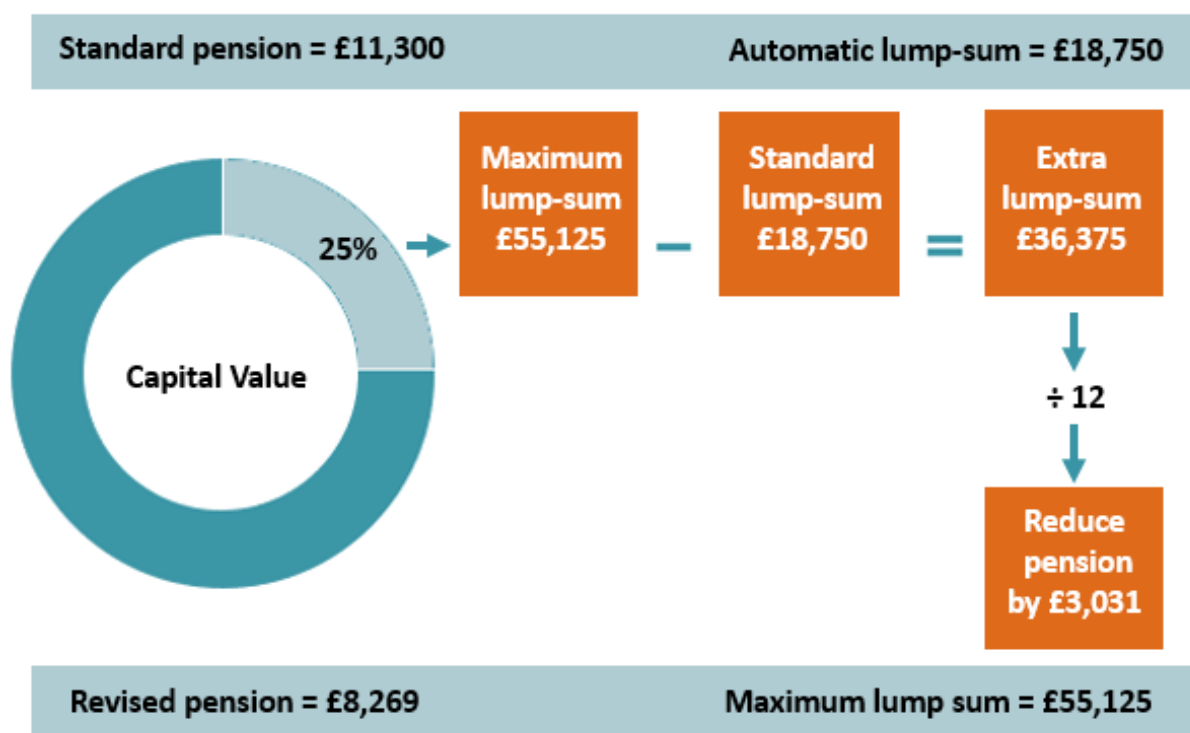 Standard pension = £11,300
Automatic lump-sum = £18,750
Maximum
lump-sum
£55,125
–
Standard
lump-sum
£18,750
=
Extra
lump-sum
£36,375
25%
Capital Value
÷ 12
Reduce
pension
by £3,031
Revised pension = £8,269
Maximum lump sum = £55,125